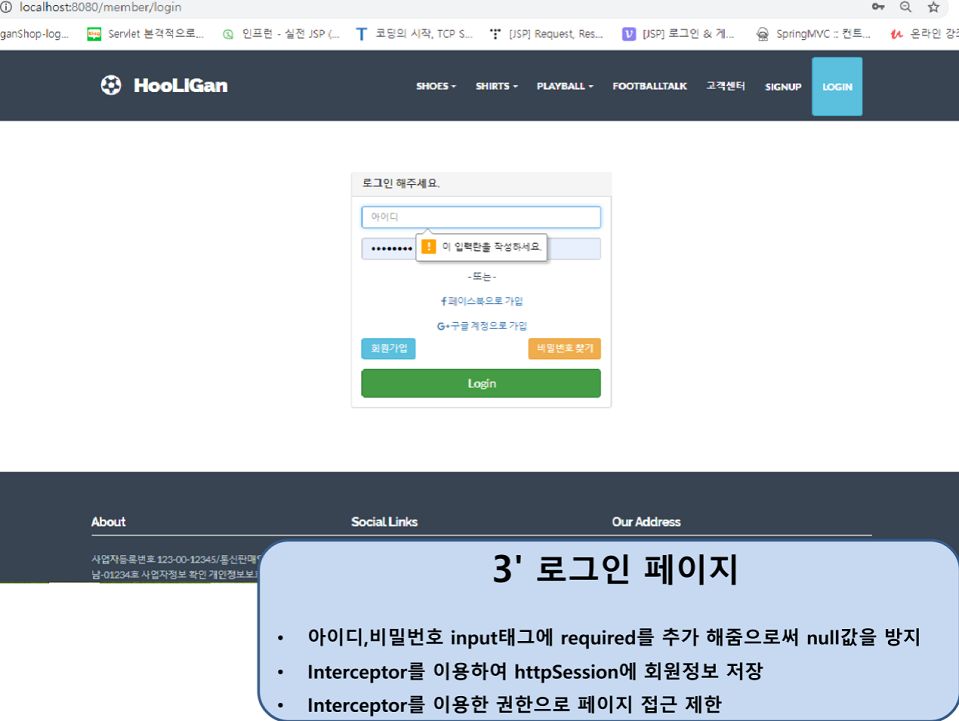 localhost:8080/member/login
ganShop-log... Servlet 본격적으로... 인프런 - 실전 JSP (... 코딩의 시작, TCP S... [JSP] Request, Res... [JSP] 로그인 & 게... SpringMVC :: 컨트... 온라인 강
HooLIGan SHOES SHIRTS PLAYBALL FOOTBALLTALK 고객센터 SIGNUP LOGIN
로그인 해주세요.
아이디
이 입력란을 작성하세요.
-또는-
페이스북으로 가입
G+구글 계정으로 가입
회원가입 비밀번호 찾기
Login
About Social Links Our Address
사업자등록번호 123-00-12345/통신판매
남-01234호 사업자정보 확인 개인정보보
3' 로그인 페이지
• 아이디,비밀번호 input태그에 required를 추가 해줌으로써 null값을 방지
• Interceptor를 이용하여 httpSession에 회원정보 저장
• Interceptor를 이용한 권한으로 페이지 접근 제한